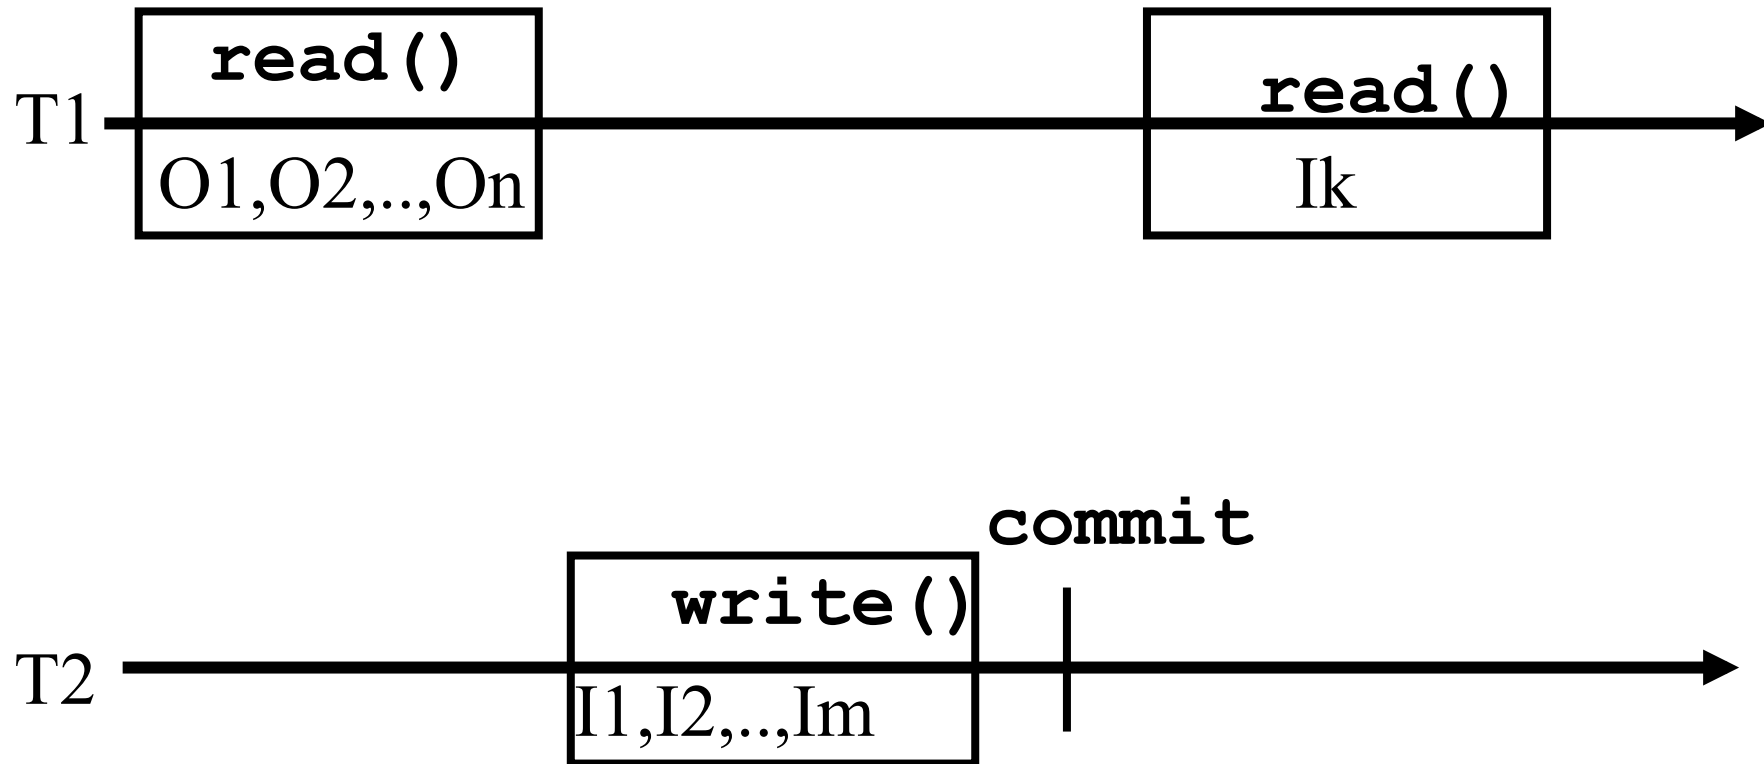 read()
read()
T1
O1,O2,..,On
Ik
commit
write()
T2
I1,I2,..,Im